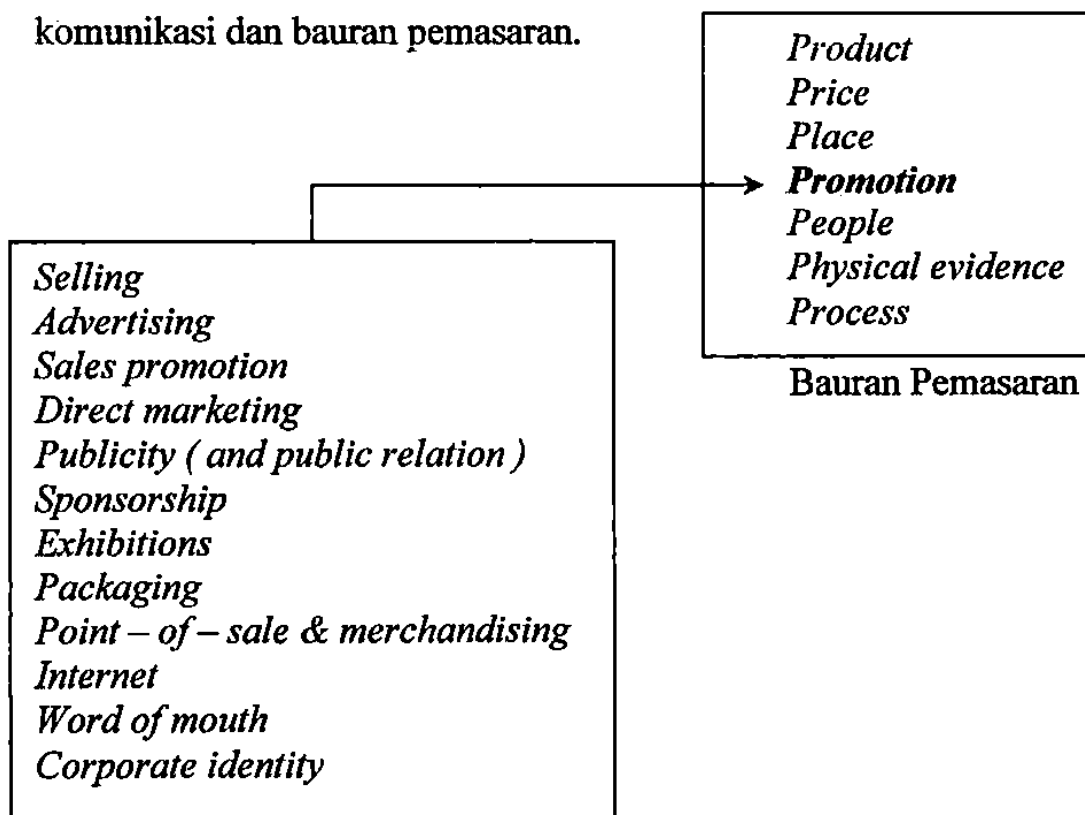 komunikasi dan bauran pemasaran.
Product
Price
Place
Promotion
People
Physical evidence
Process
Bauran Pemasaran
Selling
Advertising
Sales promotion
Direct marketing
Publicity ( and public relation )
Sponsorship
Exhibitions
Packaging
Point – of – sale & merchandising
Internet
Word of mouth
Corporate identity